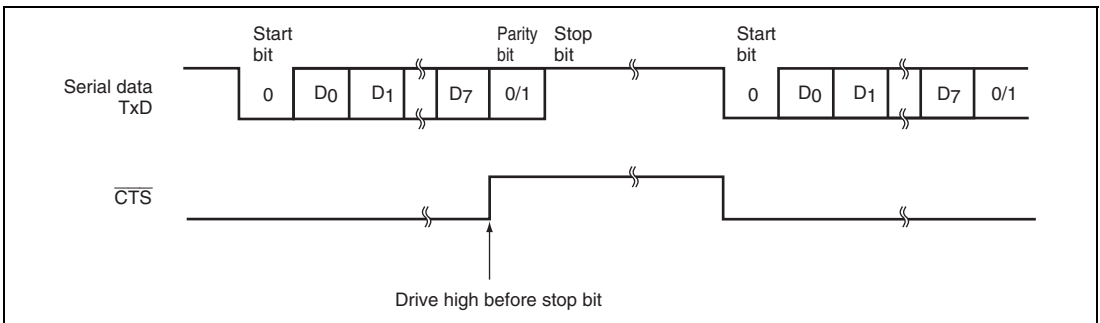 Start bit
Parity bit
Stop bit
Start bit
Serial data TxD
0
D0
D1
D7
0/1
0
D0
D1
D7
0/1
CTS
Drive high before stop bit